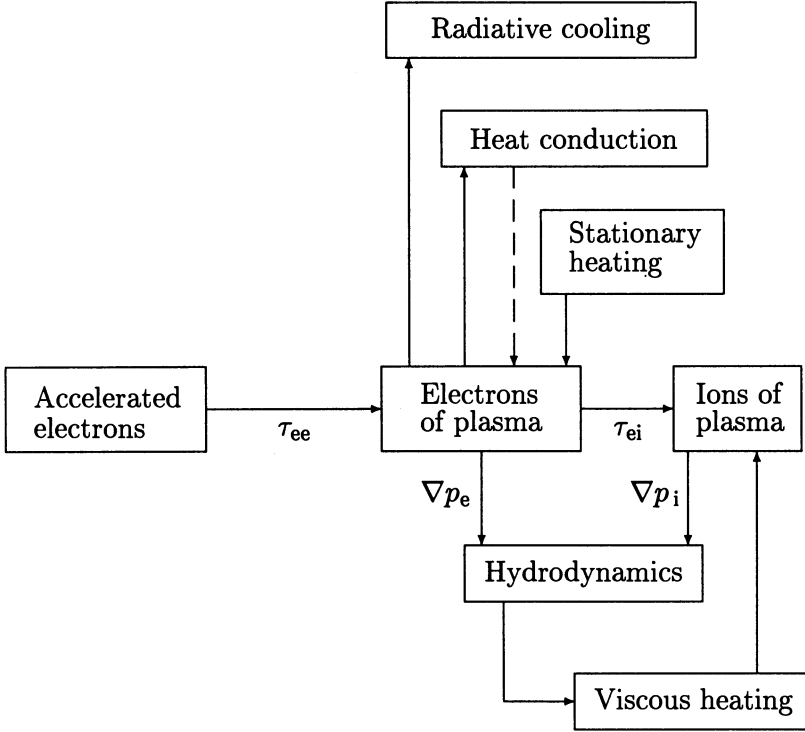 Radiative cooling
Heat conduction
Stationary
heating
Accelerated
electrons
τee
Electrons
of plasma
τei
Ions of
plasma
∇pe
∇pi
Hydrodynamics
Viscous heating